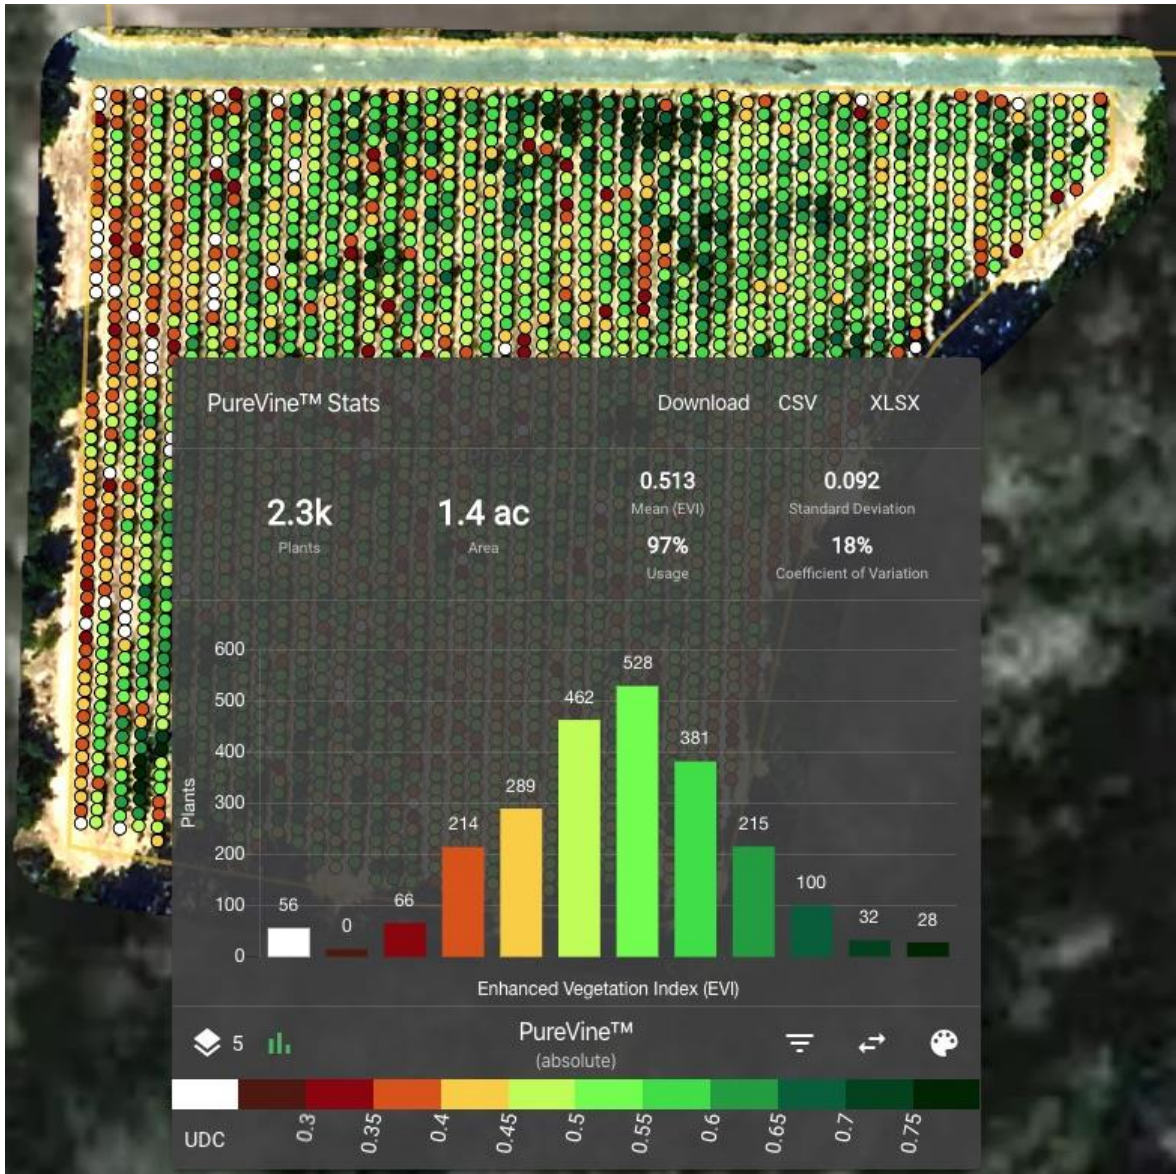 PureVine™ Stats Download CSV XLSX
2.3k
Plants
1.4 ac
Area
0.513
Mean (EVI)
0.092
Standard Deviation
97%
Usage
18%
Coefficient of Variation
600
500
400
300
200
100
0
Plants
56
0
66
214
289
462
528
381
215
100
32
28
Enhanced Vegetation Index (EVI)
5
PureVine™
(absolute)
UDC
0.3
0.35
0.4
0.45
0.5
0.55
0.6
0.65
0.7
0.75